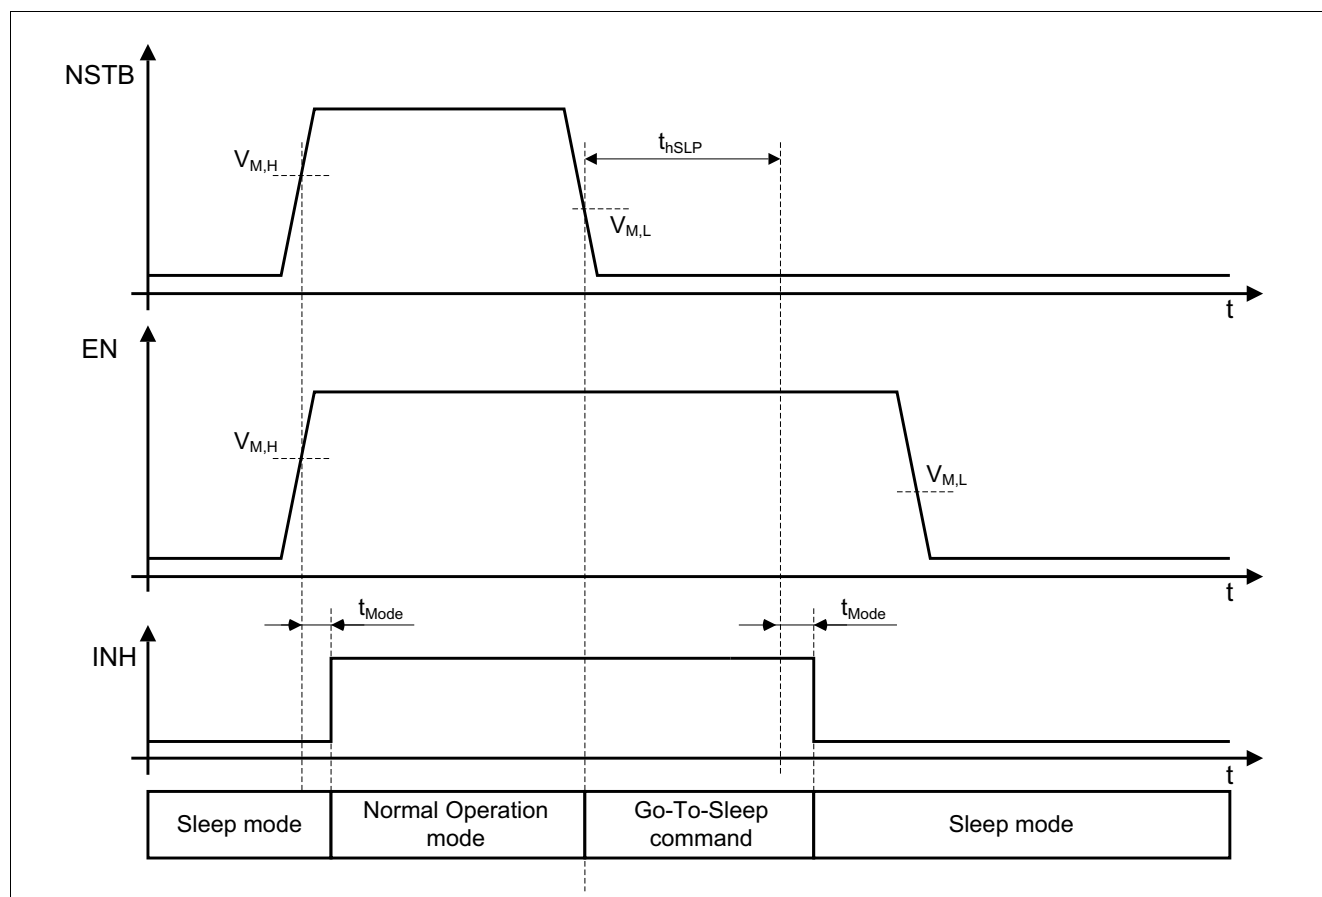 NSTB
t_hSLP
V_M,H
V_M,L
t
EN
V_M,H
V_M,L
t
t_Mode
t_Mode
INH
t
Sleep mode
Normal Operation
mode
Go-To-Sleep
command
Sleep mode